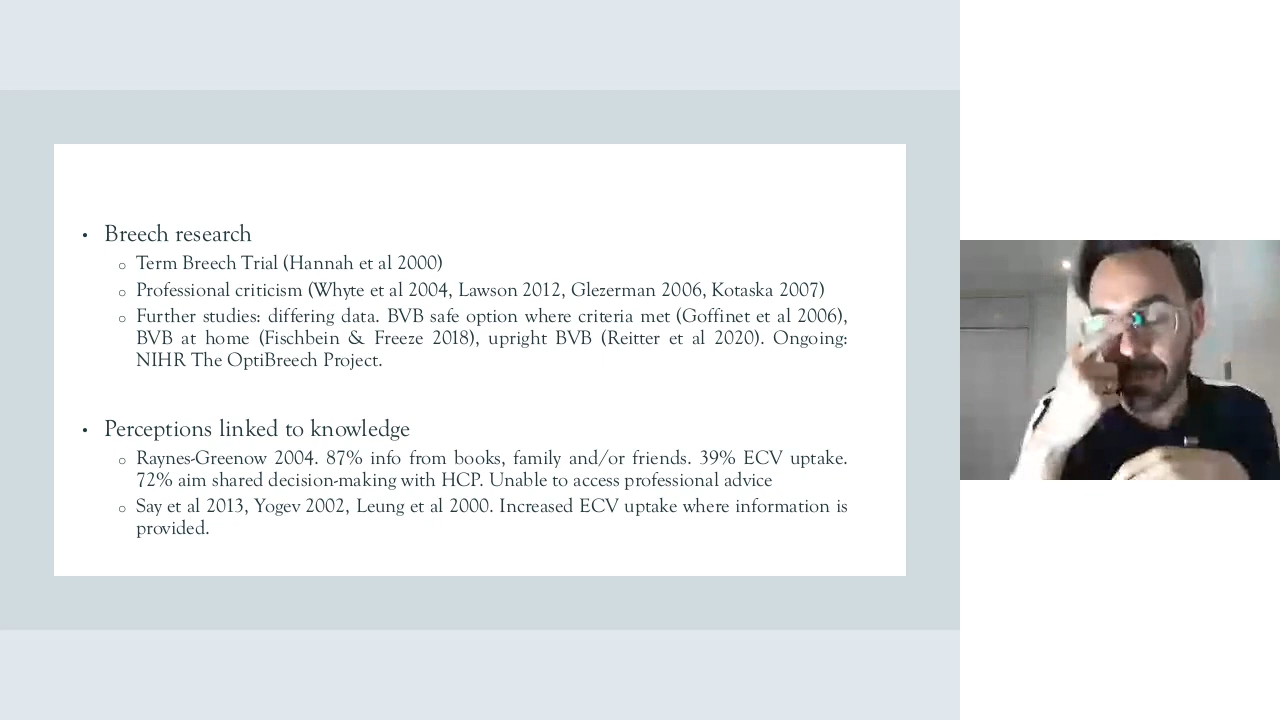 • Breech research
o Term Breech Trial (Hannah et al 2000)
o Professional criticism (Whyte et al 2004, Lawson 2012, Glezerman 2006, Kotaska 2007)
o Further studies: differing data. BVB safe option where criteria met (Goffinet et al 2006),
BVB at home (Fischbein & Freeze 2018), upright BVB (Reitter et al 2020). Ongoing:
NIHR The OptiBreech Project.
• Perceptions linked to knowledge
o Raynes-Greenow 2004. 87% info from books, family and/or friends. 39% ECV uptake.
72% aim shared decision-making with HCP. Unable to access professional advice
o Say et al 2013, Yogev 2002, Leung et al 2000. Increased ECV uptake where information is
provided.